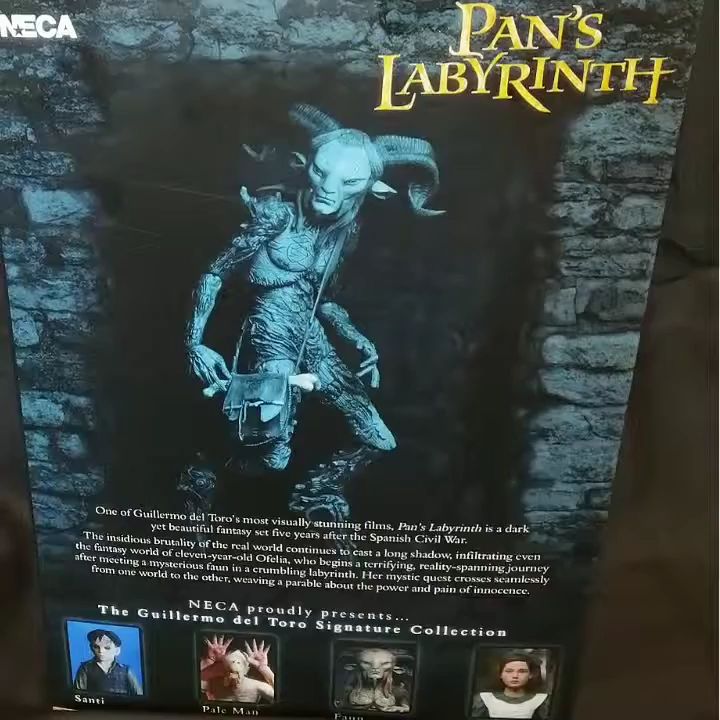 NECA
PAN'S
LABYRINTH
One of Guillermo del Toro's most visually stunning films, Pan's Labyrinth is a dark
yet beautiful fantasy set five years after the Spanish Civil War.
The insidious brutality of the real world continues to cast a long shadow, infiltrating even
the fantasy world of eleven-year-old Ofelia, who begins a terrifying, reality-spanning journey
after meeting a mysterious faun in a crumbling labyrinth. Her mystic quest crosses seamlessly
from one world to the other, weaving a parable about the power and pain of innocence.
NECA proudly presents...
The Guillermo del Toro Signature Collection
Santi
Pale Man
Faun